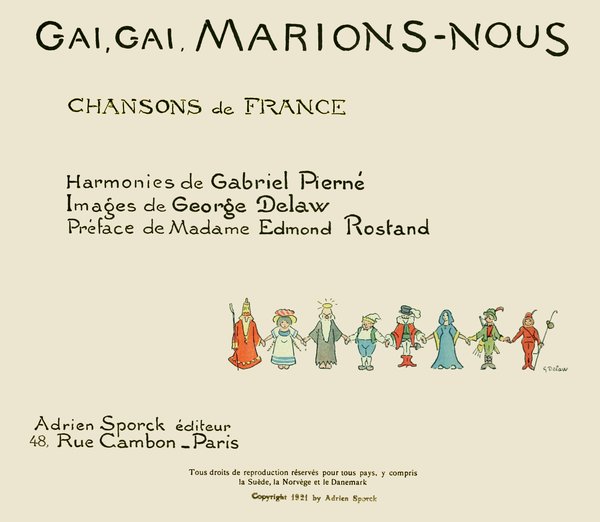 GAI, GAI, MARIONS-NOUS
CHANSONS de FRANCE
Harmonies de Gabriel Pierné
Images de George Delaw
Préface de Madame Edmond Rostand
G. Delaw
Adrien Sporck éditeur
48, Rue Cambon - Paris
Tous droits de reproduction réservés pour tous pays, y compris
la Suède, la Norvège et le Danemark
Copyright 1921 by Adrien Sporck